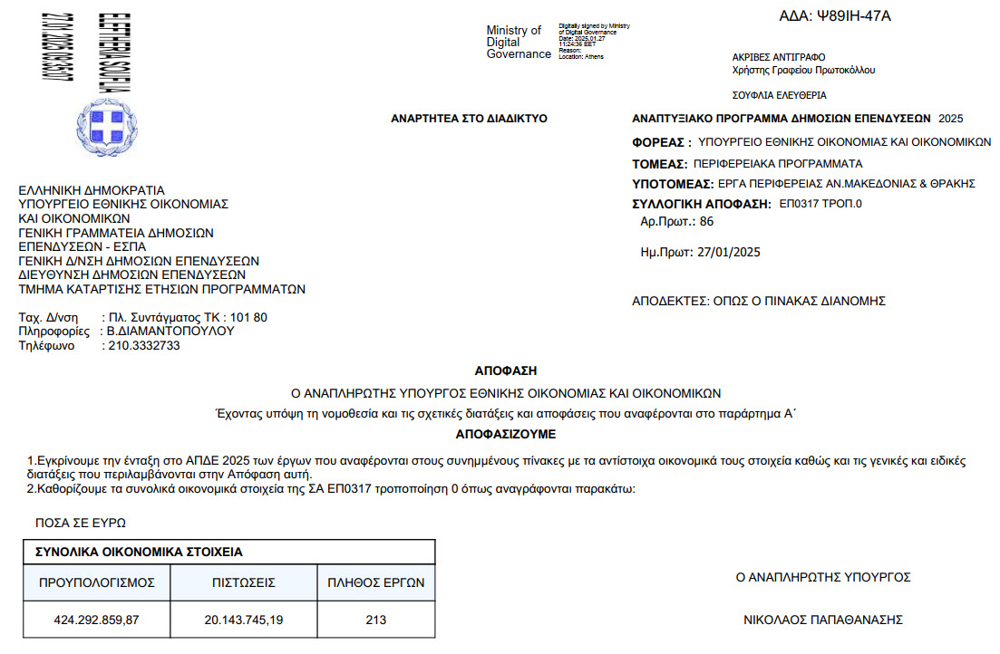 ELEFTHERIA SOUFLIA
27.01.2025 09:35:07
Ministry of
Digital
Governance
Digitally signed by Ministry
of Digital Governance
Date: 2025.01.27
11:24:36 EET
Reason:
Location: Athens
ΑΔΑ: Ψ89ΙΗ-47Α
ΑΚΡΙΒΕΣ ΑΝΤΙΓΡΑΦΟ
Χρήστης Γραφείου Πρωτοκόλλου
ΣΟΥΦΛΙΑ ΕΛΕΥΘΕΡΙΑ
ΑΝΑΡΤΗΤΕΑ ΣΤΟ ΔΙΑΔΙΚΤΥΟ
ΑΝΑΠΤΥΞΙΑΚΟ ΠΡΟΓΡΑΜΜΑ ΔΗΜΟΣΙΩΝ ΕΠΕΝΔΥΣΕΩΝ 2025
ΦΟΡΕΑΣ : ΥΠΟΥΡΓΕΙΟ ΕΘΝΙΚΗΣ ΟΙΚΟΝΟΜΙΑΣ ΚΑΙ ΟΙΚΟΝΟΜΙΚΩΝ
ΤΟΜΕΑΣ: ΠΕΡΙΦΕΡΕΙΑΚΑ ΠΡΟΓΡΑΜΜΑΤΑ
ΥΠΟΤΟΜΕΑΣ: ΕΡΓΑ ΠΕΡΙΦΕΡΕΙΑΣ ΑΝ.ΜΑΚΕΔΟΝΙΑΣ & ΘΡΑΚΗΣ
ΣΥΛΛΟΓΙΚΗ ΑΠΟΦΑΣΗ: ΕΠ0317 ΤΡΟΠ.0
Αρ.Πρωτ.: 86
Ημ.Πρωτ: 27/01/2025
ΑΠΟΔΕΚΤΕΣ: ΟΠΩΣ Ο ΠΙΝΑΚΑΣ ΔΙΑΝΟΜΗΣ
ΕΛΛΗΝΙΚΗ ΔΗΜΟΚΡΑΤΙΑ
ΥΠΟΥΡΓΕΙΟ ΕΘΝΙΚΗΣ ΟΙΚΟΝΟΜΙΑΣ
ΚΑΙ ΟΙΚΟΝΟΜΙΚΩΝ
ΓΕΝΙΚΗ ΓΡΑΜΜΑΤΕΙΑ ΔΗΜΟΣΙΩΝ
ΕΠΕΝΔΥΣΕΩΝ - ΕΣΠΑ
ΓΕΝΙΚΗ Δ/ΝΣΗ ΔΗΜΟΣΙΩΝ ΕΠΕΝΔΥΣΕΩΝ
ΔΙΕΥΘΥΝΣΗ ΔΗΜΟΣΙΩΝ ΕΠΕΝΔΥΣΕΩΝ
ΤΜΗΜΑ ΚΑΤΑΡΤΙΣΗΣ ΕΤΗΣΙΩΝ ΠΡΟΓΡΑΜΜΑΤΩΝ
Ταχ. Δ/νση : Πλ. Συντάγματος ΤΚ : 101 80
Πληροφορίες : Β.ΔΙΑΜΑΝΤΟΠΟΥΛΟΥ
Τηλέφωνο : 210.3332733
ΑΠΟΦΑΣΗ
Ο ΑΝΑΠΛΗΡΩΤΗΣ ΥΠΟΥΡΓΟΣ ΕΘΝΙΚΗΣ ΟΙΚΟΝΟΜΙΑΣ ΚΑΙ ΟΙΚΟΝΟΜΙΚΩΝ
Έχοντας υπόψη τη νομοθεσία και τις σχετικές διατάξεις και αποφάσεις που αναφέρονται στο παράρτημα Α΄
ΑΠΟΦΑΣΙΖΟΥΜΕ
1.Εγκρίνουμε την ένταξη στο ΑΠΔΕ 2025 των έργων που αναφέρονται στους συνημμένους πίνακες με τα αντίστοιχα οικονομικά τους στοιχεία καθώς και τις γενικές και ειδικές
διατάξεις που περιλαμβάνονται στην Απόφαση αυτή.
2.Καθορίζουμε τα συνολικά οικονομικά στοιχεία της ΣΑ ΕΠ0317 τροποποίηση 0 όπως αναγράφονται παρακάτω:
ΠΟΣΑ ΣΕ ΕΥΡΩ
ΣΥΝΟΛΙΚΑ ΟΙΚΟΝΟΜΙΚΑ ΣΤΟΙΧΕΙΑ
ΠΡΟΥΠΟΛΟΓΙΣΜΟΣ ΠΙΣΤΩΣΕΙΣ ΠΛΗΘΟΣ ΕΡΓΩΝ
424.292.859,87 20.143.745,19 213
Ο ΑΝΑΠΛΗΡΩΤΗΣ ΥΠΟΥΡΓΟΣ
ΝΙΚΟΛΑΟΣ ΠΑΠΑΘΑΝΑΣΗΣ